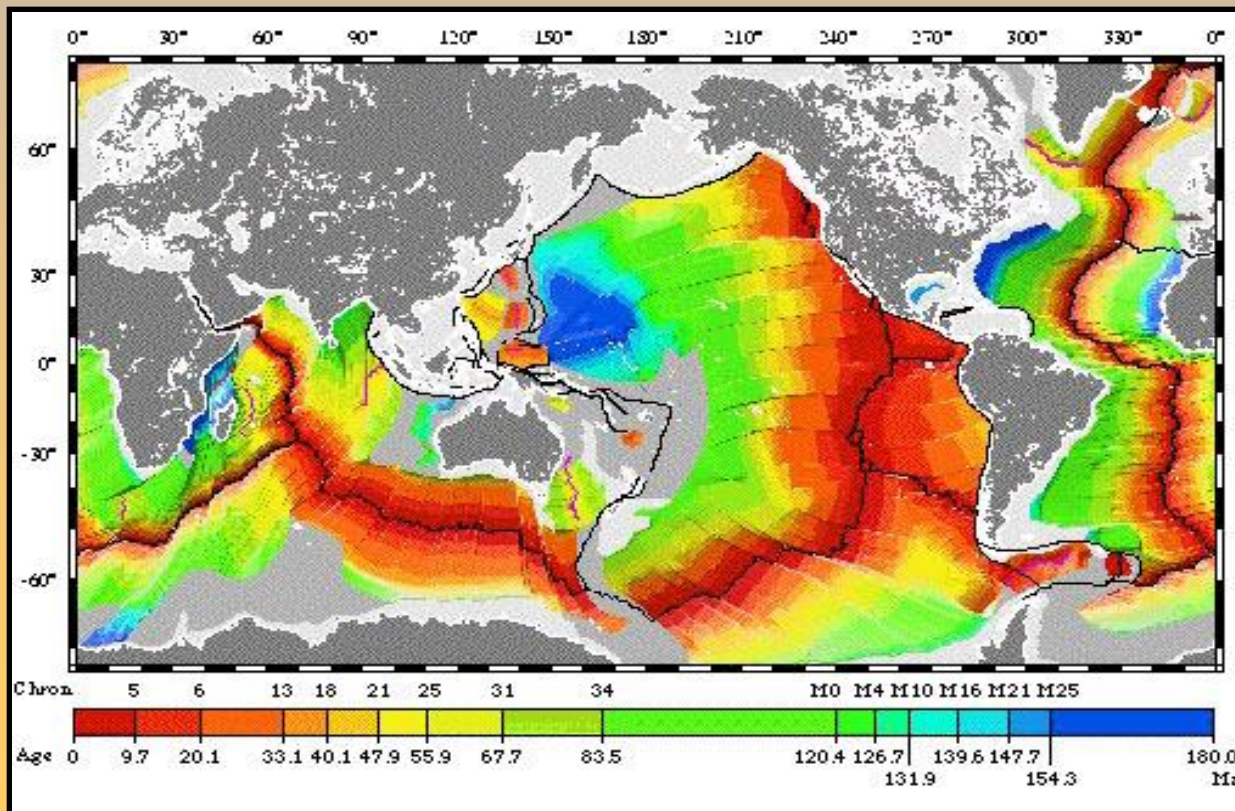 0° 30° 60° 90° 120° 150° 180° 210° 240° 270° 300° 330° 0°
60°
30°
0°
-30°
-60°
Chron 5 6 13 18 21 25 31 34 M0 M4 M10 M16 M21 M25
Age 0 9.7 20.1 33.1 40.1 47.9 55.9 67.7 83.5 120.4 126.7 139.6 147.7 180.0
131.9 154.3 Ma